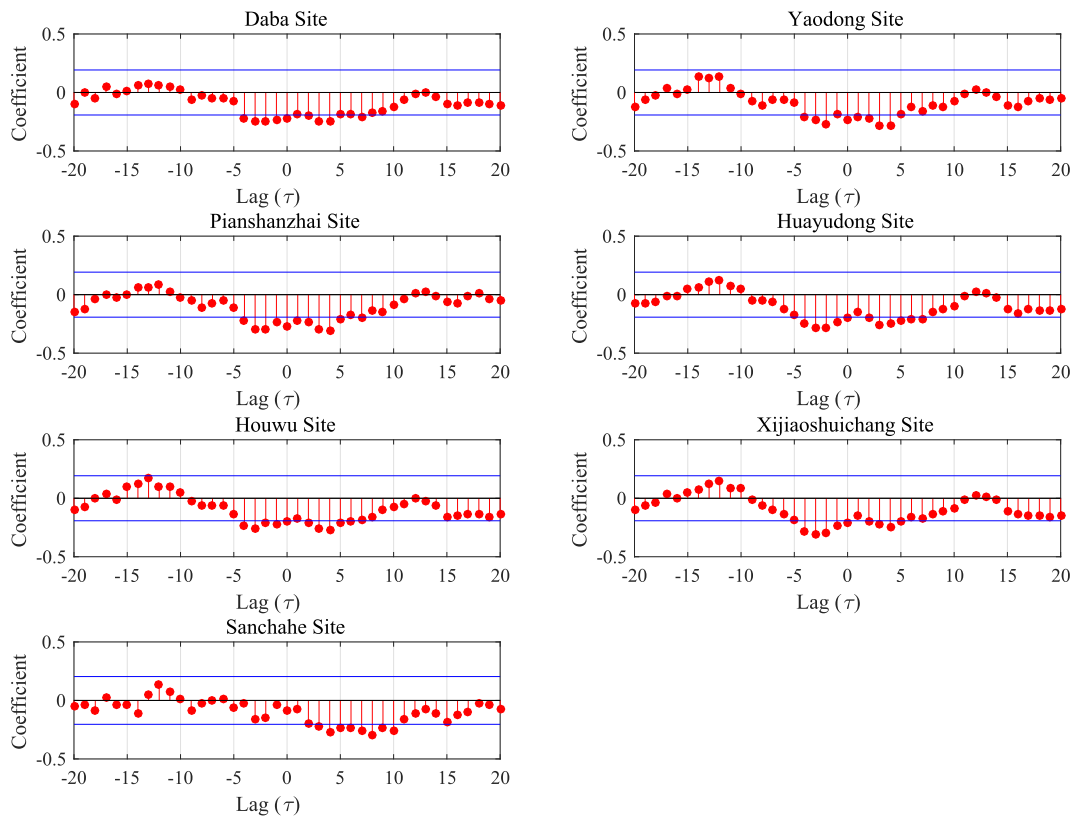 Daba Site
0.5
0
-0.5
Coefficient
-20 -15 -10 -5 0 5 10 15 20
Lag (τ)
Yaodong Site
0.5
0
-0.5
Coefficient
-20 -15 -10 -5 0 5 10 15 20
Lag (τ)
Pianshanzhai Site
0.5
0
-0.5
Coefficient
-20 -15 -10 -5 0 5 10 15 20
Lag (τ)
Huayudong Site
0.5
0
-0.5
Coefficient
-20 -15 -10 -5 0 5 10 15 20
Lag (τ)
Houwu Site
0.5
0
-0.5
Coefficient
-20 -15 -10 -5 0 5 10 15 20
Lag (τ)
Xijiaoshuichang Site
0.5
0
-0.5
Coefficient
-20 -15 -10 -5 0 5 10 15 20
Lag (τ)
Sanchahe Site
0.5
0
-0.5
Coefficient
-20 -15 -10 -5 0 5 10 15 20
Lag (τ)